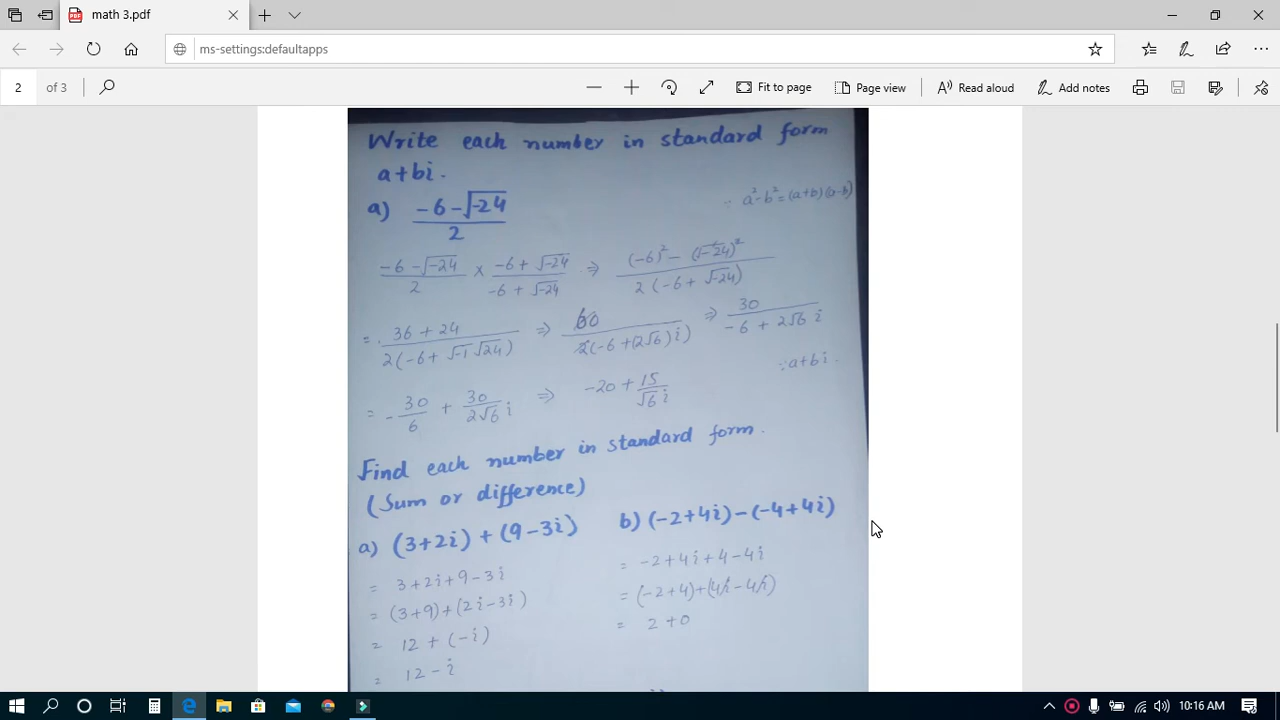 math 3.pdf
ms-settings:defaultapps
2 of 3
Fit to page
Page view
Read aloud
Add notes
Write each number in standard form
a+bi.
a) (-6-√-24)/2
∵ a²-b²=(a+b)(a-b)
(-6-√-24)/2 × (-6+√-24)/(-6+√-24) ⇒ ((-6)²-(√-24)²)/(2(-6+√-24))
= (36+24)/(2(-6+√-1√24)) ⇒ 60/(2(-6+(2√6)i)) ⇒ 30/(-6+2√6i)
∵ a+bi.
= -30/6 + 30/(2√6) i ⇒ -20 + 15/√6 i
Find each number in standard form.
(Sum or difference)
a) (3+2i)+(9-3i)
= 3+2i+9-3i
= (3+9)+(2i-3i)
= 12+(-i)
= 12-i
b) (-2+4i)-(-4+4i)
= -2+4i+4-4i
= (-2+4)+(4i-4i)
= 2+0
10:16 AM